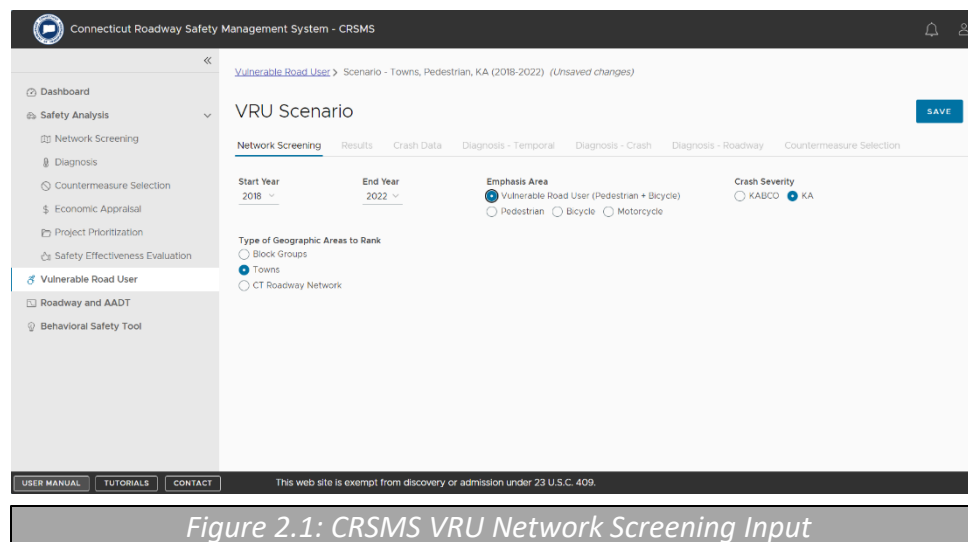 Connecticut Roadway Safety Management System - CRSMS
Vulnerable Road User > Scenario - Towns, Pedestrian, KA (2018-2022) (Unsaved changes)
Dashboard
Safety Analysis
Network Screening
Diagnosis
Countermeasure Selection
Economic Appraisal
Project Prioritization
Safety Effectiveness Evaluation
Vulnerable Road User
Roadway and AADT
Behavioral Safety Tool
VRU Scenario
SAVE
Network Screening Results Crash Data Diagnosis - Temporal Diagnosis - Crash Diagnosis - Roadway Countermeasure Selection
Start Year End Year Emphasis Area Crash Severity
2018 2022 Vulnerable Road User (Pedestrian + Bicycle) KABCO KA
Pedestrian Bicycle Motorcycle
Type of Geographic Areas to Rank
Block Groups
Towns
CT Roadway Network
USER MANUAL TUTORIALS CONTACT This web site is exempt from discovery or admission under 23 U.S.C. 409.
Figure 2.1: CRSMS VRU Network Screening Input